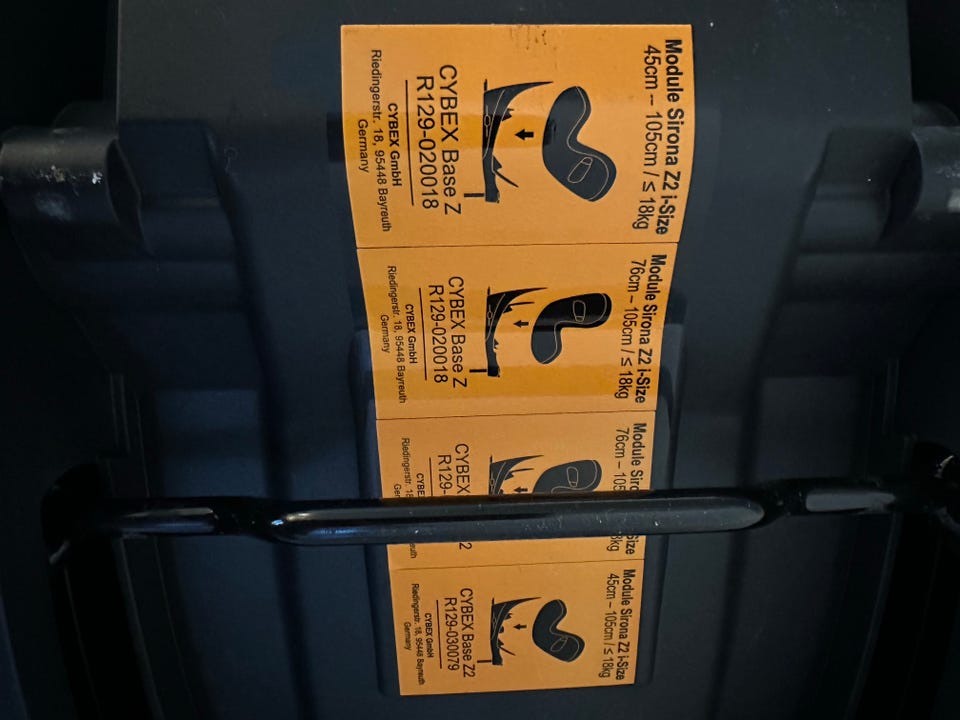 Module Sirona Z2 i-Size
45cm – 105cm / ≤ 18kg
CYBEX Base Z
R129-020018
CYBEX GmbH
Riedingerstr. 18, 95448 Bayreuth
Germany
Module Sirona Z2 i-Size
76cm – 105cm / ≤ 18kg
CYBEX Base Z
R129-020018
CYBEX GmbH
Riedingerstr. 18, 95448 Bayreuth
Germany
Module
76cm – 
CYBEX
R129-
Module Sirona Z2 i-Size
45cm – 105cm / ≤ 18kg
CYBEX Base Z2
R129-030079
CYBEX GmbH
Riedingerstr. 18, 95448 Bayreuth
Germany